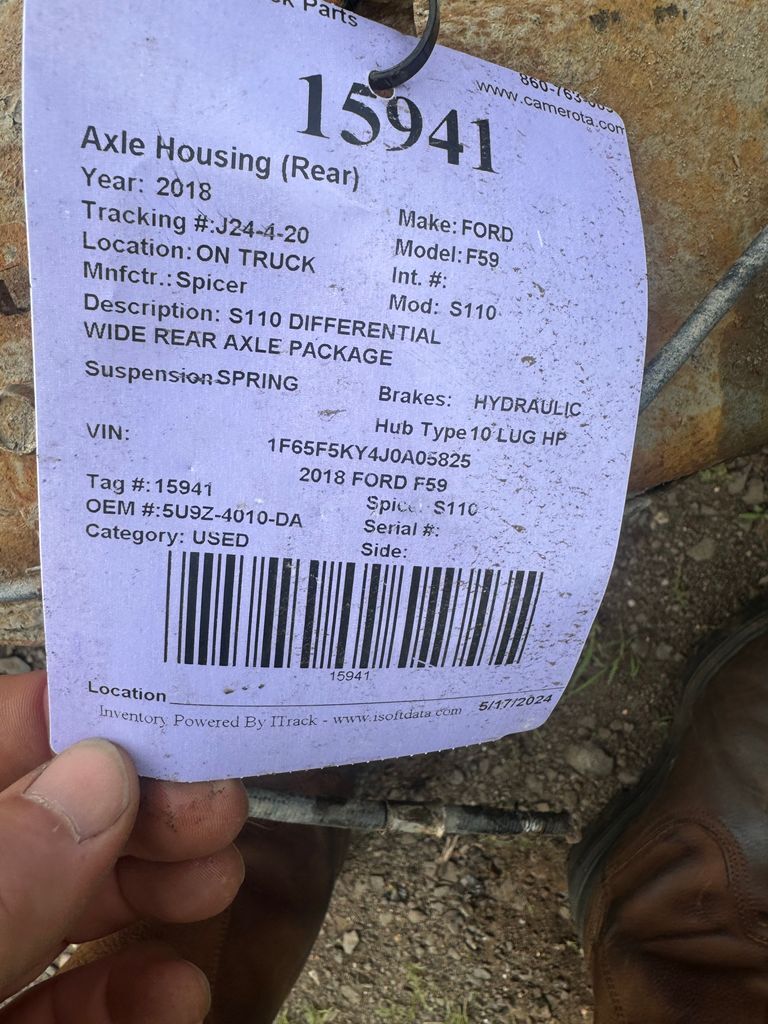 Parts
15941
www.camerota.com
Axle Housing (Rear)
Year: 2018
Make: FORD
Tracking #:J24-4-20
Model: F59
Location: ON TRUCK
Int. #:
Mnfctr.: Spicer
Mod: S110
Description: S110 DIFFERENTIAL
WIDE REAR AXLE PACKAGE
Suspension SPRING
Brakes: HYDRAULIC
Hub Type 10 LUG HP
VIN:
1F65F5KY4J0A05825
2018 FORD F59
Tag #: 15941
S110
OEM #:5U9Z-4010-DA
Serial #:
Category: USED
Side:
15941
Location
5/17/2024
Inventory Powered By ITrack - www.isoftdata.com